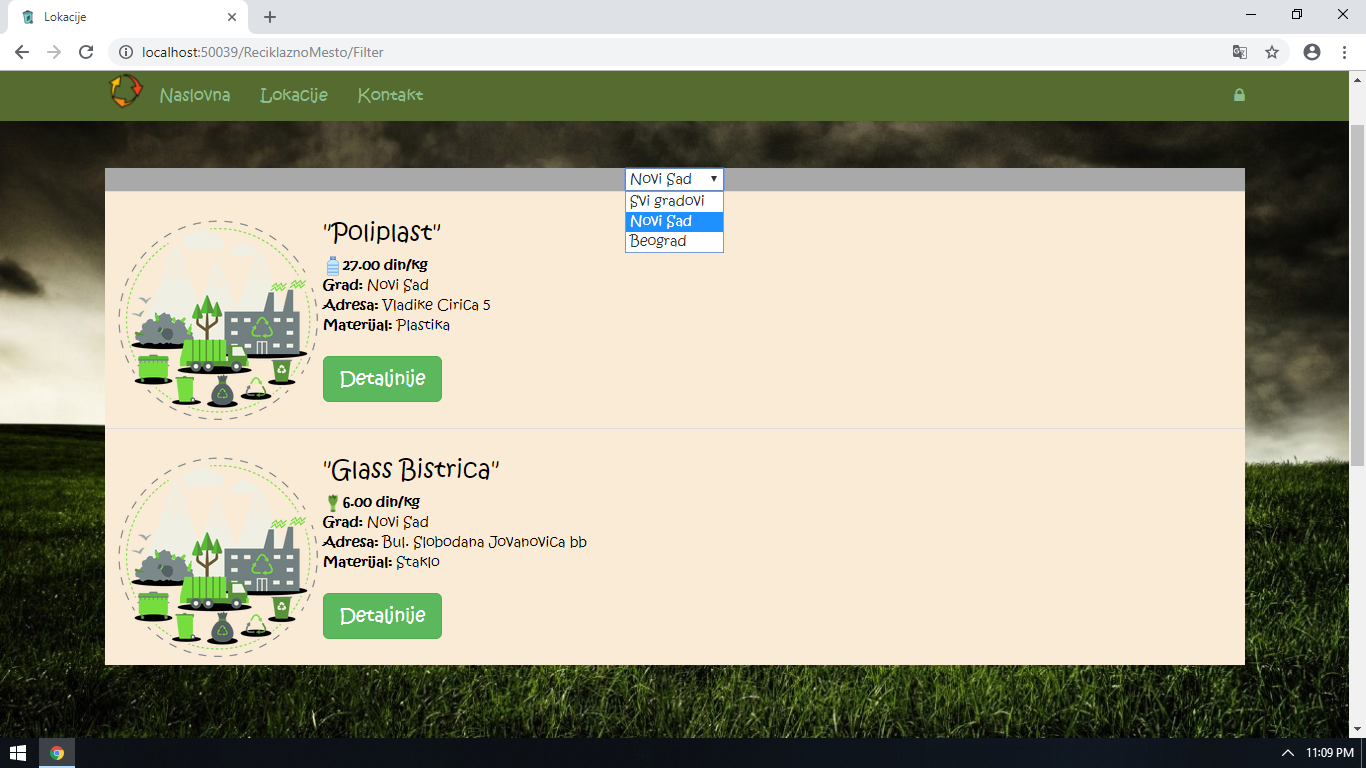 Lokacije
localhost:50039/ReciklaznoMesto/Filter
Naslovna Lokacije Kontakt
Novi Sad
Svi gradovi
Novi Sad
Beograd
"Poliplast"
27.00 din/kg
Grad: Novi Sad
Adresa: Vladike Cirica 5
Materijal: Plastika
Detaljnije
"Glass Bistrica"
6.00 din/kg
Grad: Novi Sad
Adresa: Bul. Slobodana Jovanovica bb
Materijal: Staklo
Detaljnije
11:09 PM